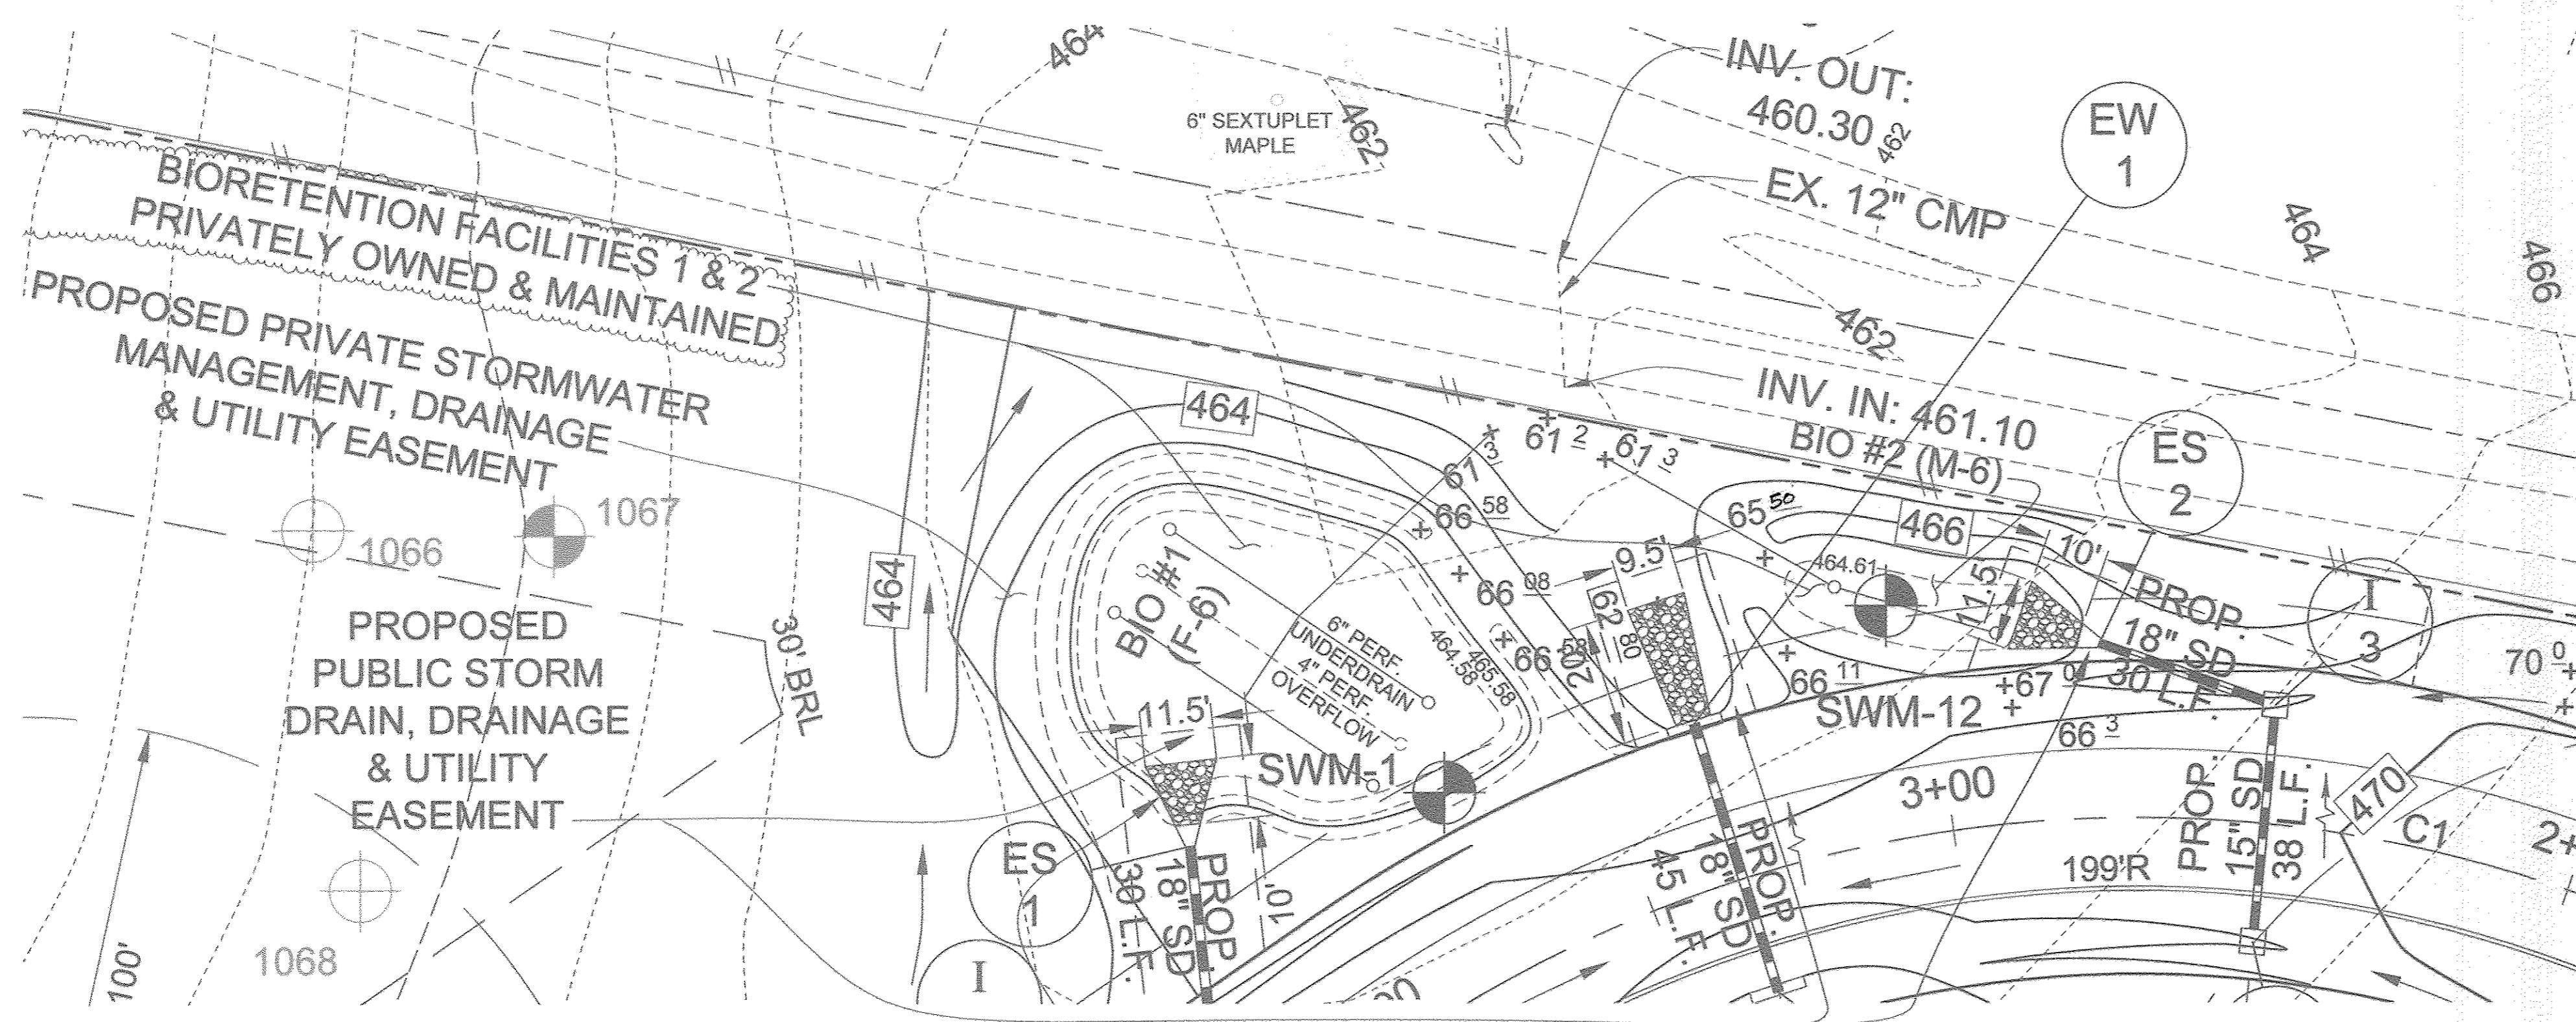 464
6" SEXTUPLET
MAPLE
462
INV. OUT:
460.30
462
EW
1
EX. 12" CMP
464
466
BIORETENTION FACILITIES 1 & 2
PRIVATELY OWNED & MAINTAINED
PROPOSED PRIVATE STORMWATER
MANAGEMENT, DRAINAGE
& UTILITY EASEMENT
462
INV. IN: 461.10
BIO #2 (M-6)
ES
2
464
61 3
61 2
61 3
66 58
65 50
466
10'
1067
1066
464
9.5'
464.61
11.5'
66 08
62 80
66 58
20'
PROP.
18" SD
30 L.F.
I
3
BIO #1
(F-6)
6" PERF.
UNDERDRAIN
4" PERF.
OVERFLOW
464.58
465.58
66 11
67 0
70 0
SWM-12
66 3
PROPOSED
PUBLIC STORM
DRAIN, DRAINAGE
& UTILITY
EASEMENT
30' BRL
11.5'
SWM-1
3+00
PROP.
15" SD
38 L.F.
470
C1
2+
199'R
ES
1
PROP.
18" SD
30 L.F.
10'
PROP.
18" SD
45 L.F.
1068
100'
I